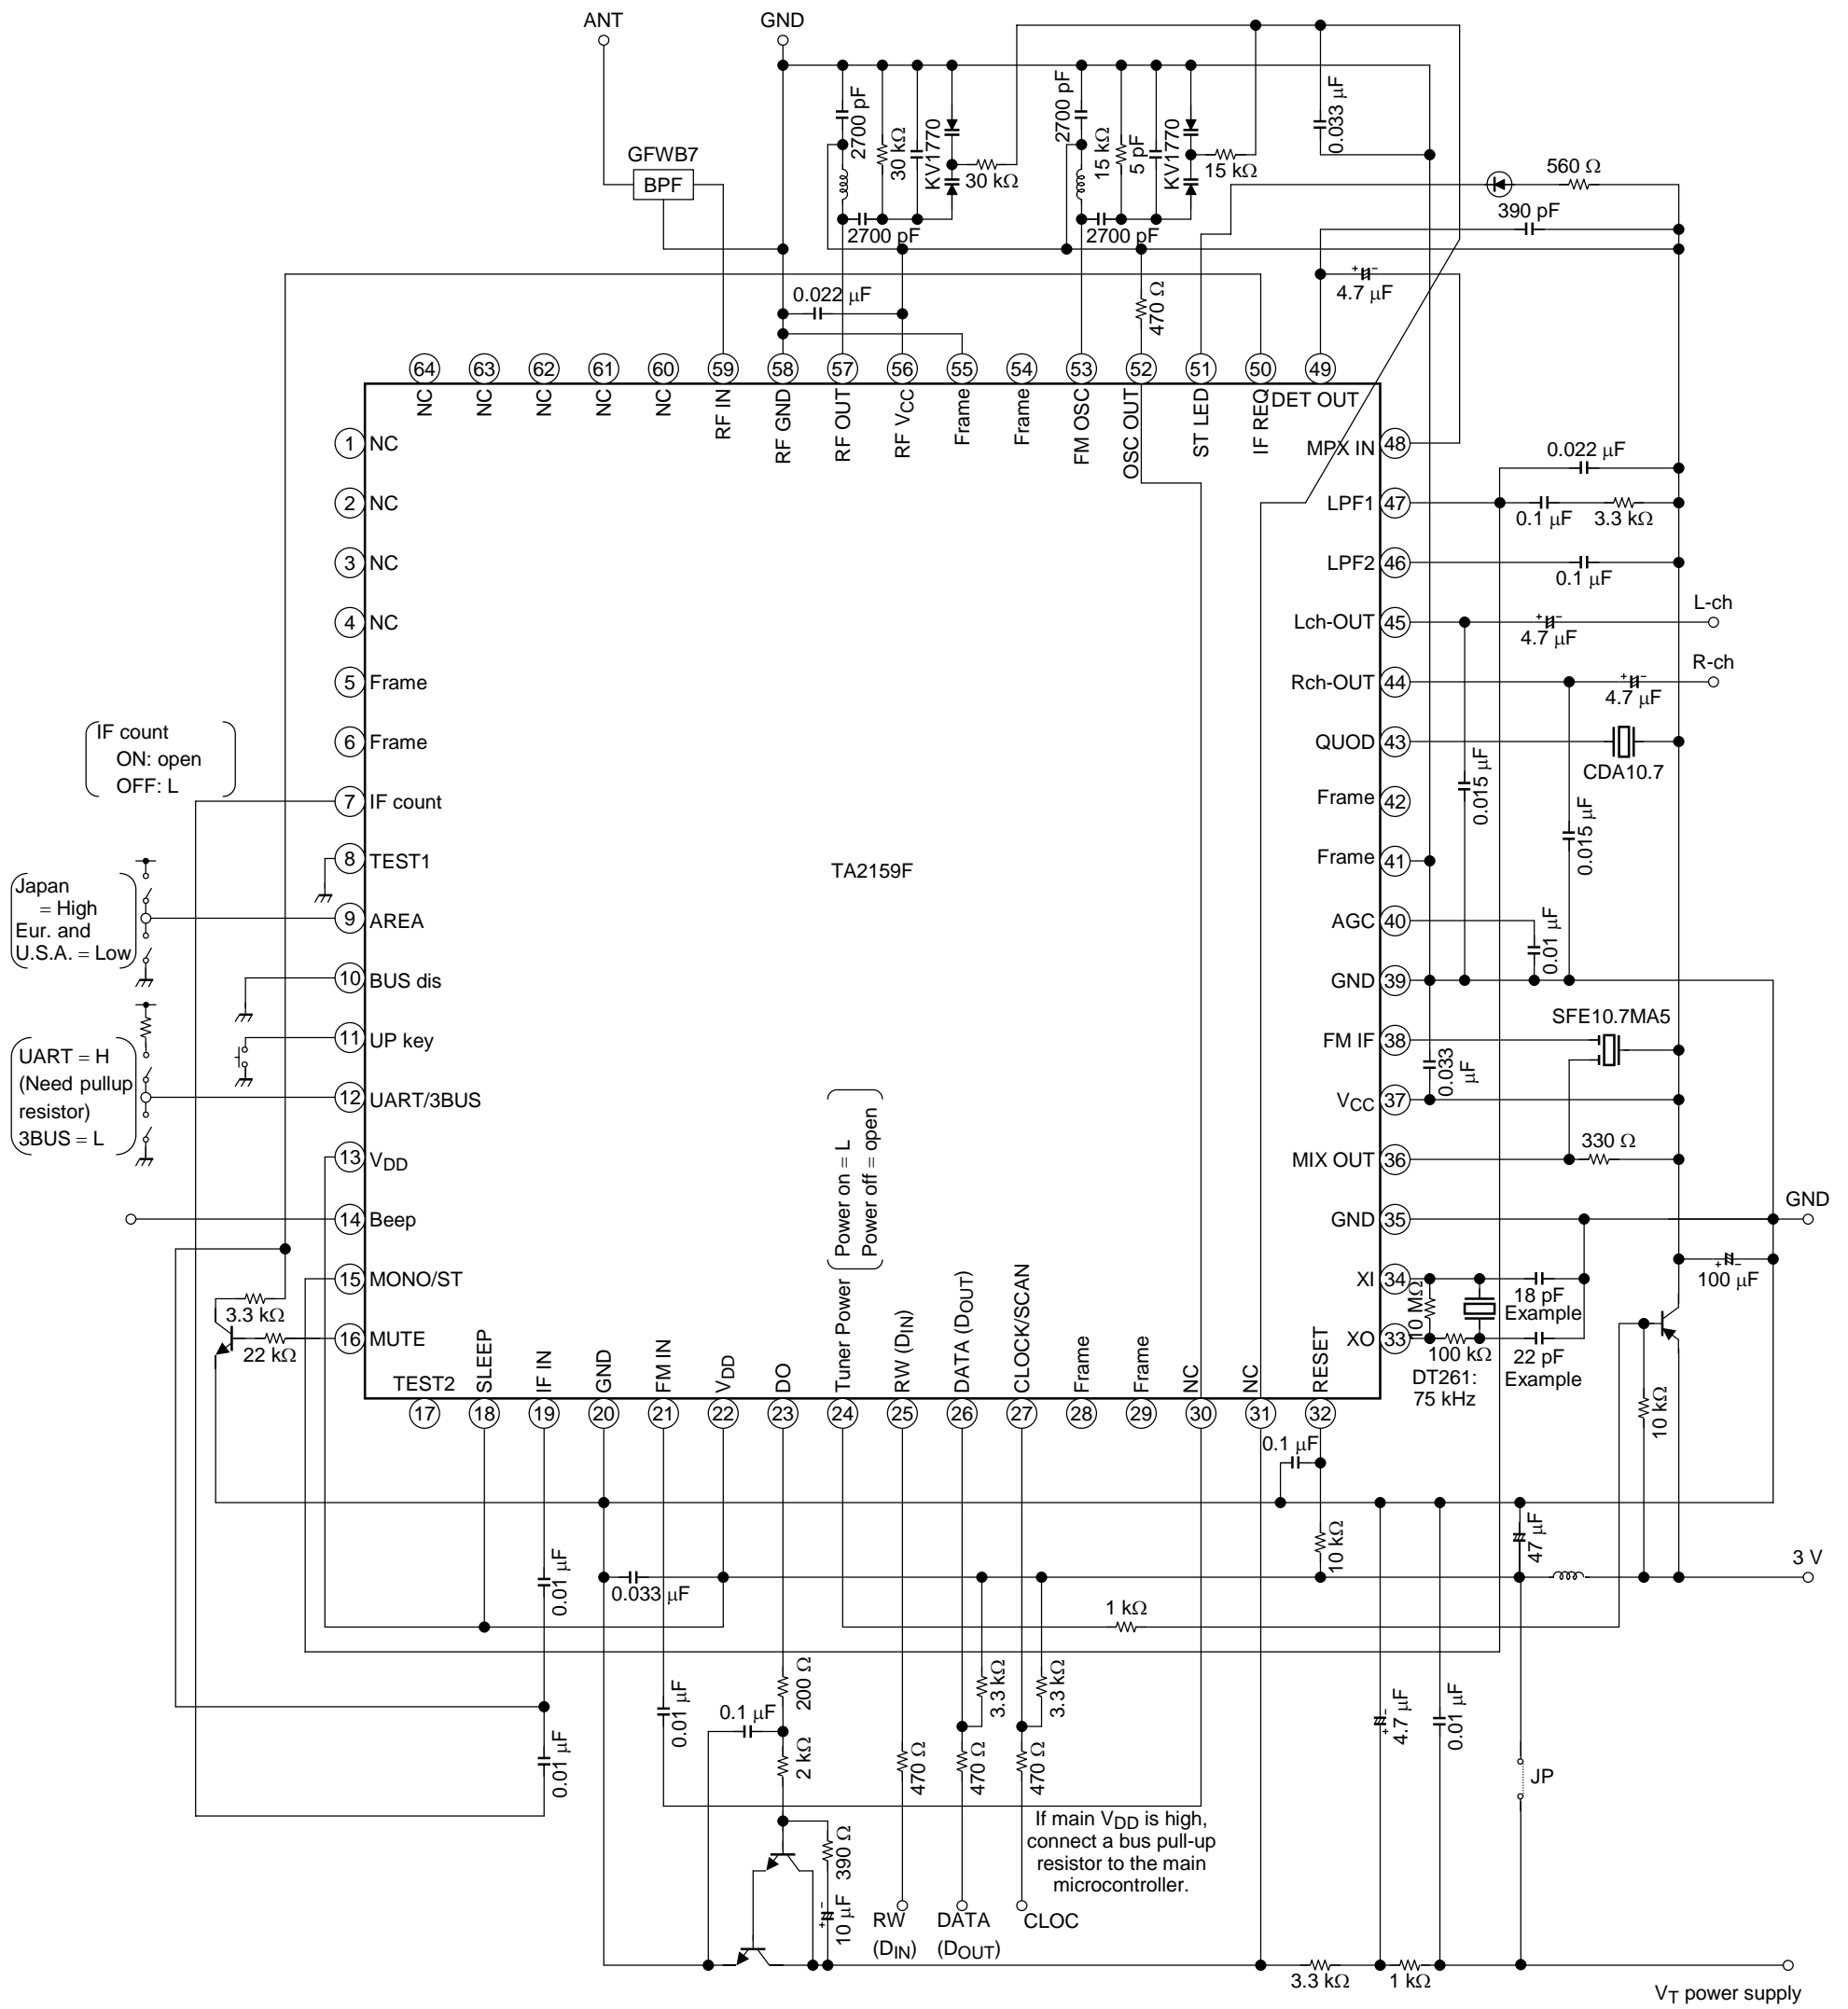 ANT
GND
0.033 μF
2700 pF
30 kΩ
KV1770
30 kΩ
2700 pF
2700 pF
15 kΩ
5 pF
KV1770
15 kΩ
2700 pF
GFWB7
BPF
560 Ω
390 pF
4.7 μF
0.022 μF
470 Ω
64
63
62
61
60
59
58
57
56
55
54
53
52
51
50
49
NC
NC
NC
NC
NC
RF IN
RF GND
RF OUT
RF VCC
Frame
Frame
FM OSC
OSC OUT
ST LED
IF REQ
DET OUT
1 NC
2 NC
3 NC
4 NC
5 Frame
6 Frame
IF count
ON: open
OFF: L
7 IF count
8 TEST1
Japan
= High
Eur. and
U.S.A. = Low
9 AREA
10 BUS dis
11 UP key
UART = H
(Need pullup
resistor)
3BUS = L
12 UART/3BUS
13 VDD
14 Beep
15 MONO/ST
3.3 kΩ
16 MUTE
22 kΩ
TA2159F
MPX IN 48
0.022 μF
LPF1 47
0.1 μF
3.3 kΩ
LPF2 46
0.1 μF
L-ch
Lch-OUT 45
4.7 μF
R-ch
Rch-OUT 44
4.7 μF
QUOD 43
CDA10.7
0.015 μF
0.015 μF
Frame 42
Frame 41
AGC 40
0.01 μF
GND 39
SFE10.7MA5
FM IF 38
0.033
μF
VCC 37
330 Ω
MIX OUT 36
GND
GND 35
100 μF
XI 34
18 pF
Example
10 MΩ
XO 33
100 kΩ
22 pF
Example
DT261:
75 kHz
10 kΩ
Power on = L
Power off = open
TEST2
SLEEP
IF IN
GND
FM IN
VDD
DO
Tuner Power
RW (DIN)
DATA (DOUT)
CLOCK/SCAN
Frame
Frame
NC
NC
RESET
17
18
19
20
21
22
23
24
25
26
27
28
29
30
31
32
0.1 μF
10 kΩ
47 μF
3 V
0.01 μF
0.033 μF
1 kΩ
200 Ω
3.3 kΩ
3.3 kΩ
0.01 μF
0.1 μF
4.7 μF
0.01 μF
0.01 μF
2 kΩ
470 Ω
470 Ω
470 Ω
JP
If main VDD is high,
connect a bus pull-up
resistor to the main
microcontroller.
390 Ω
10 μF
RW
(DIN)
DATA
(DOUT)
CLOC
3.3 kΩ
1 kΩ
VT power supply